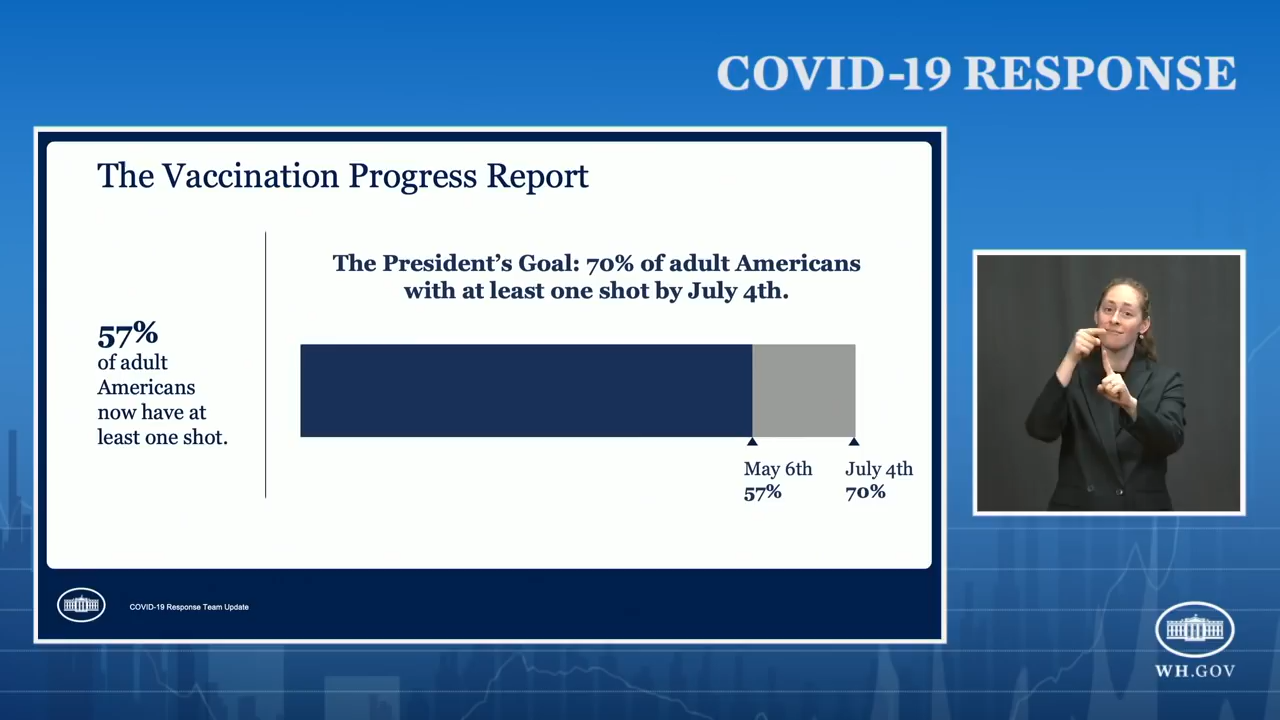 COVID-19 RESPONSE
The Vaccination Progress Report
The President’s Goal: 70% of adult Americans
with at least one shot by July 4th.
57%
of adult
Americans
now have at
least one shot.
May 6th
57%
July 4th
70%
COVID-19 Response Team Update
WH.GOV